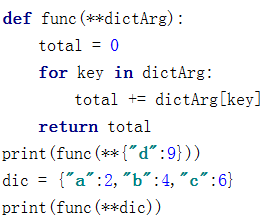 def func(**dictArg):
    total = 0
    for key in dictArg:
        total += dictArg[key]
    return total
print(func(**{"d":9}))
dic = {"a":2,"b":4,"c":6}
print(func(**dic))